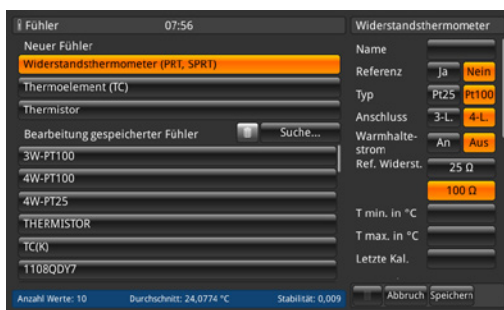 Fühler 07:56
Neuer Fühler
Widerstandsthermometer (PRT, SPRT)
Thermoelement (TC)
Thermistor
Bearbeitung gespeicherter Fühler Suche...
3W-PT100
4W-PT100
4W-PT25
THERMISTOR
TC(K)
1108QDY7
Anzahl Werte: 10 Durchschnitt: 24,0774 °C Stabilität: 0,009
Widerstandsthermometer
Name
Referenz Ja Nein
Typ Pt25 Pt100
Anschluss 3-L. 4-L.
Warmhalte-
strom An Aus
Ref. Widerst. 25 Ω
100 Ω
T min. in °C
T max. in °C
Letzte Kal.
Abbruch Speichern